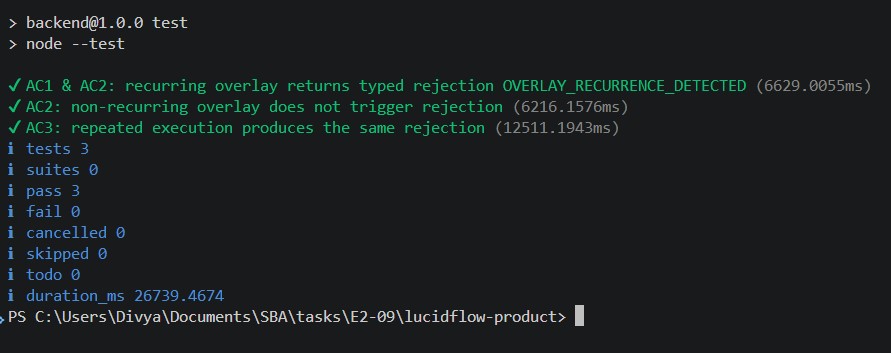 > backend@1.0.0 test
> node --test
✓ AC1 & AC2: recurring overlay returns typed rejection OVERLAY_RECURRENCE_DETECTED (6629.0055ms)
✓ AC2: non-recurring overlay does not trigger rejection (6216.1576ms)
✓ AC3: repeated execution produces the same rejection (12511.1943ms)
ℹ tests 3
ℹ suites 0
ℹ pass 3
ℹ fail 0
ℹ cancelled 0
ℹ skipped 0
ℹ todo 0
ℹ duration_ms 26739.4674
PS C:\Users\Divya\Documents\SBA\tasks\E2-09\lucidflow-product>